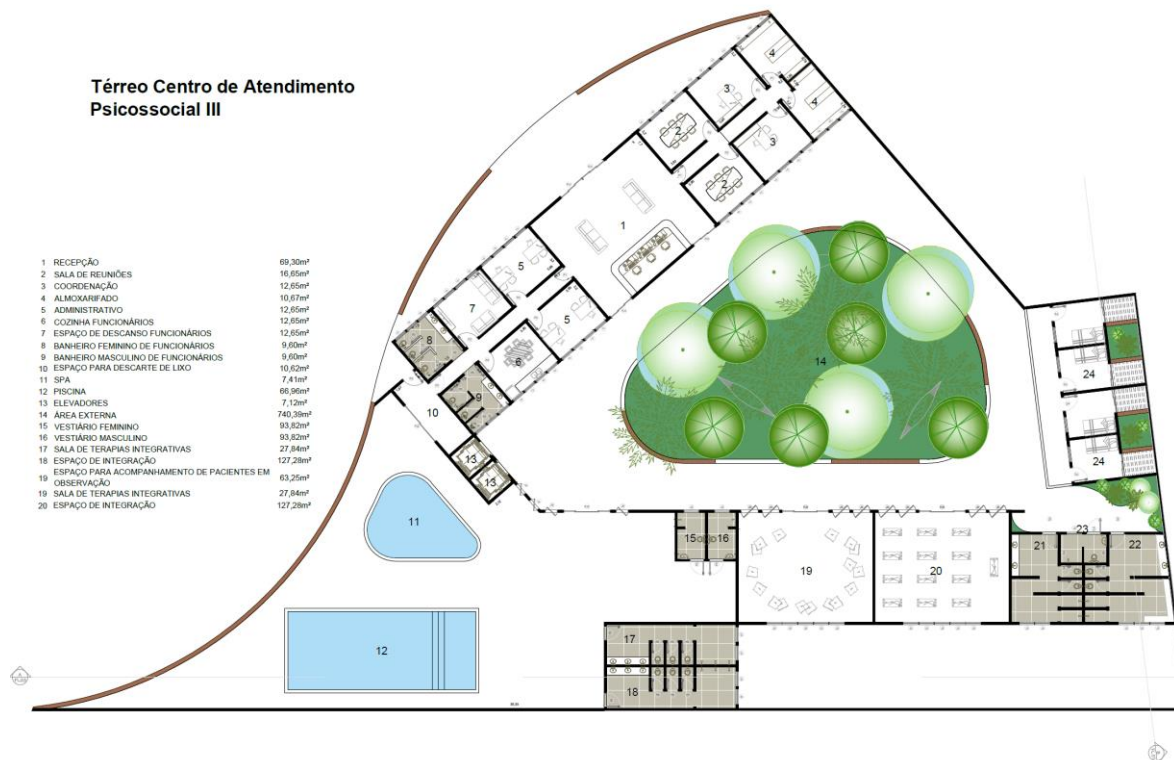 Térreo Centro de Atendimento
Psicossocial III
1 RECEPÇÃO 69,30m²
2 SALA DE REUNIÕES 16,65m²
3 COORDENAÇÃO 12,65m²
4 ALMOXARIFADO 10,67m²
5 ADMINISTRATIVO 12,65m²
6 COZINHA FUNCIONÁRIOS 12,65m²
7 ESPAÇO DE DESCANSO FUNCIONÁRIOS 12,65m²
8 BANHEIRO FEMININO DE FUNCIONÁRIOS 9,60m²
9 BANHEIRO MASCULINO DE FUNCIONÁRIOS 9,60m²
10 ESPAÇO PARA DESCARTE DE LIXO 10,62m²
11 SPA 7,41m²
12 PISCINA 66,96m²
13 ELEVADORES 7,12m²
14 ÁREA EXTERNA 740,39m²
15 VESTIÁRIO FEMININO 93,82m²
16 VESTIÁRIO MASCULINO 93,82m²
17 SALA DE TERAPIAS INTEGRATIVAS 27,84m²
18 ESPAÇO DE INTEGRAÇÃO 127,28m²
19 ESPAÇO PARA ACOMPANHAMENTO DE PACIENTES EM
OBSERVAÇÃO 63,25m²
19 SALA DE TERAPIAS INTEGRATIVAS 27,84m²
20 ESPAÇO DE INTEGRAÇÃO 127,28m²
4
3
4
2
3
2
1
5
7
5
8
6
9
10
13
13
14
24
24
11
12
15
16
19
20
21
23
22
17
18